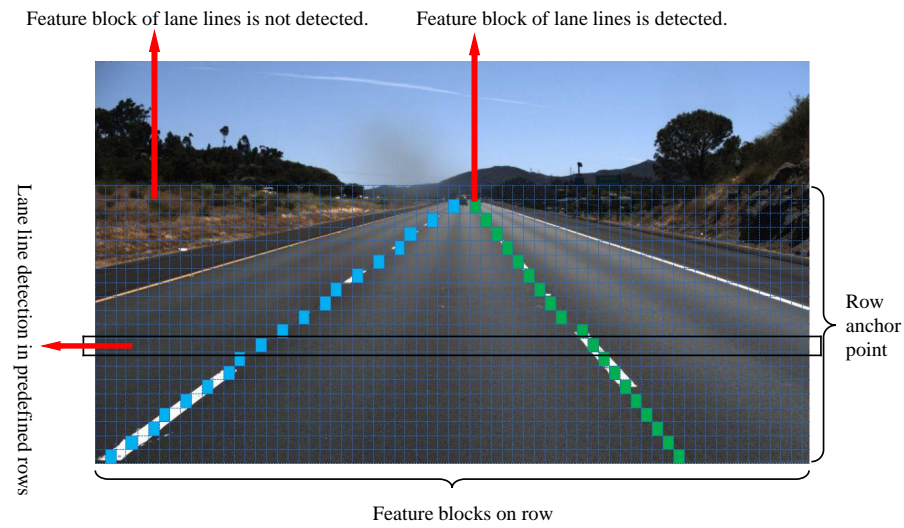 Feature block of lane lines is not detected.
Feature block of lane lines is detected.
Lane line detection in predefined rows
Row
anchor
point
Feature blocks on row